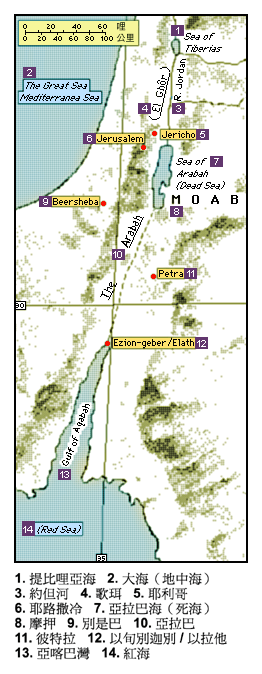 0 20 40 60 哩
0 20 40 60 公里
1
Sea of
Tiberias
2
The Great Sea
Mediterranea Sea
(El Ghôr)
R. Jordan
4
3
6 Jerusalem
Jericho 5
Sea of 7
Arabah
(Dead Sea)
8
MOAB
9 Beersheba
The Arabah
10
Petra 11
30
Ezion-geber/Elath 12
Gulf of Aqabah
13
14 (Red Sea)
35
1. 提比哩亞海 2. 大海（地中海）
3. 約但河 4. 歌珥 5. 耶利哥
6. 耶路撒冷 7. 亞拉巴海（死海）
8. 摩押 9. 別是巴 10. 亞拉巴
11. 彼特拉 12. 以旬別迦別 / 以拉他
13. 亞喀巴灣 14. 紅海